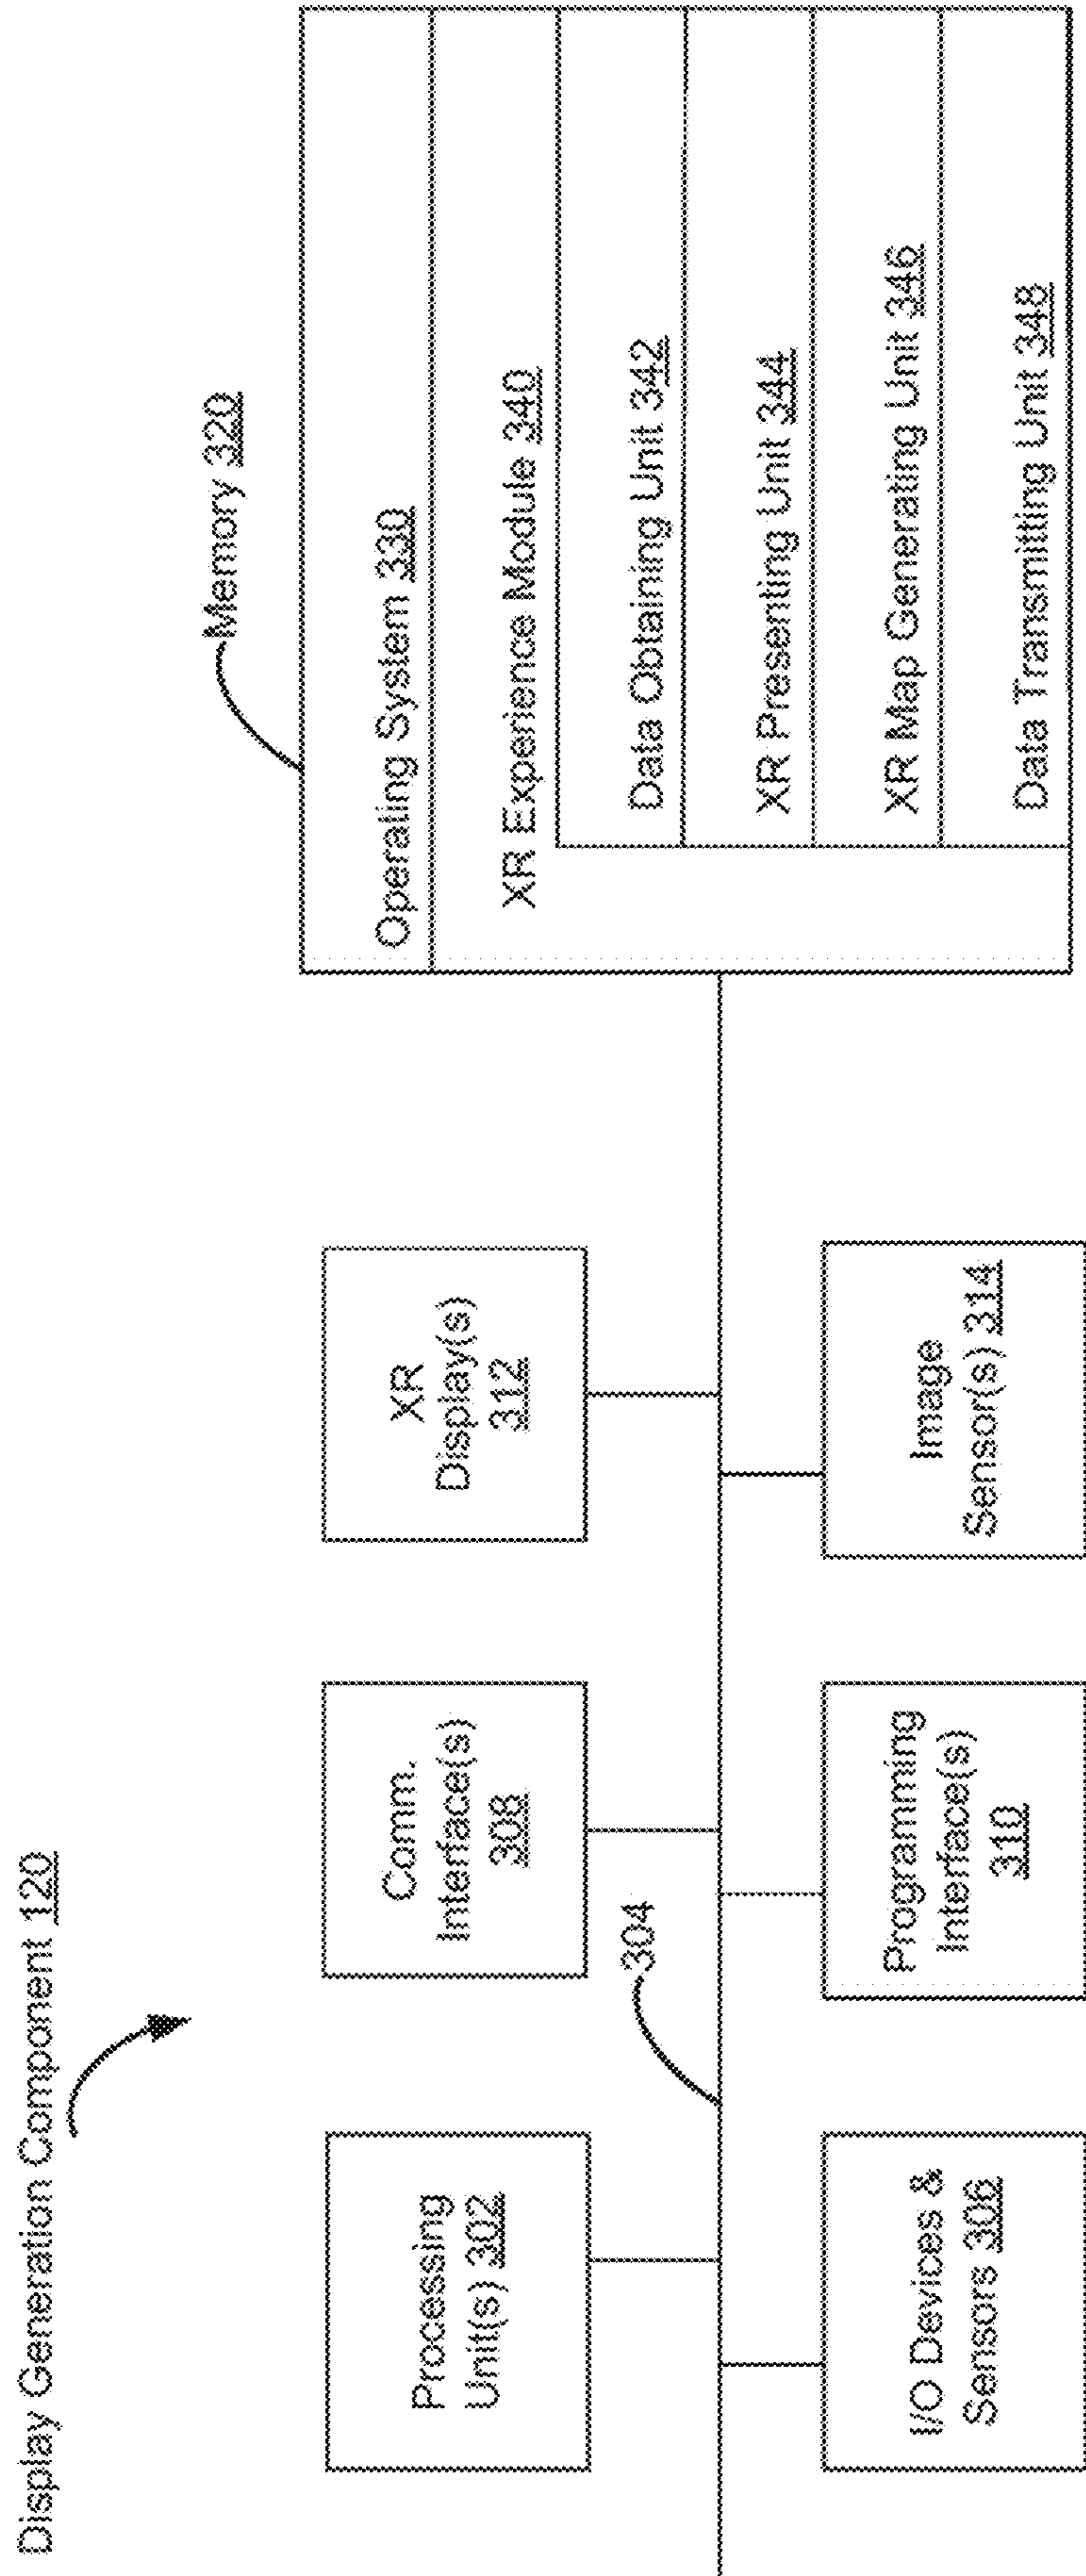 Display Generation Component 120
Processing
Unit(s) 302
Comm.
Interface(s)
308
XR
Display(s)
312
304
I/O Devices &
Sensors 306
Programming
Interface(s)
310
Image
Sensor(s) 314
Memory 320
Operating System 330
XR Experience Module 340
Data Obtaining Unit 342
XR Presenting Unit 344
XR Map Generating Unit 346
Data Transmitting Unit 348